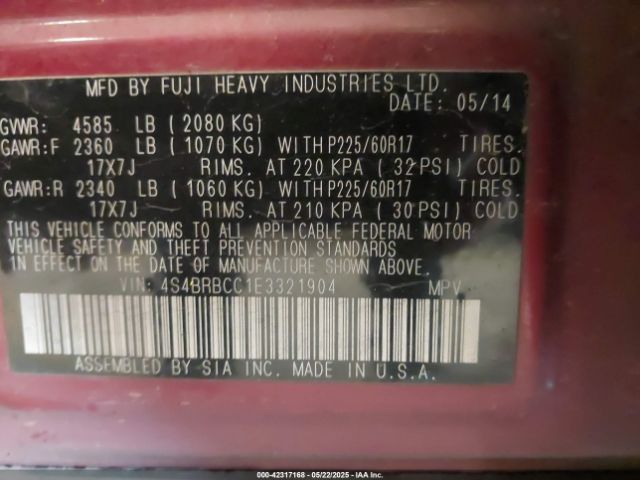 MFD BY FUJI HEAVY INDUSTRIES LTD.
DATE: 05/14
GVWR: 4585 LB ( 2080 KG)
GAWR:F 2360 LB ( 1070 KG) WITH P225/60R17 TIRES.
17X7J RIMS. AT 220 KPA ( 32 PSI) COLD
GAWR:R 2340 LB ( 1060 KG) WITH P225/60R17 TIRES.
17X7J RIMS. AT 210 KPA ( 30 PSI) COLD
THIS VEHICLE CONFORMS TO ALL APPLICABLE FEDERAL MOTOR
VEHICLE SAFETY AND THEFT PREVENTION STANDARDS
IN EFFECT ON THE DATE OF MANUFACTURE SHOWN ABOVE.
VIN: 4S4BRBCC1E3321904 MPV
ASSEMBLED BY SIA INC. MADE IN U.S.A.
000-42317168 - 05/22/2025 - IAA Inc.